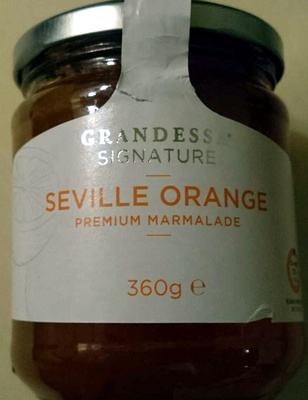 GRANDESSA
SIGNATURE
SEVILLE ORANGE
PREMIUM MARMALADE
360g e